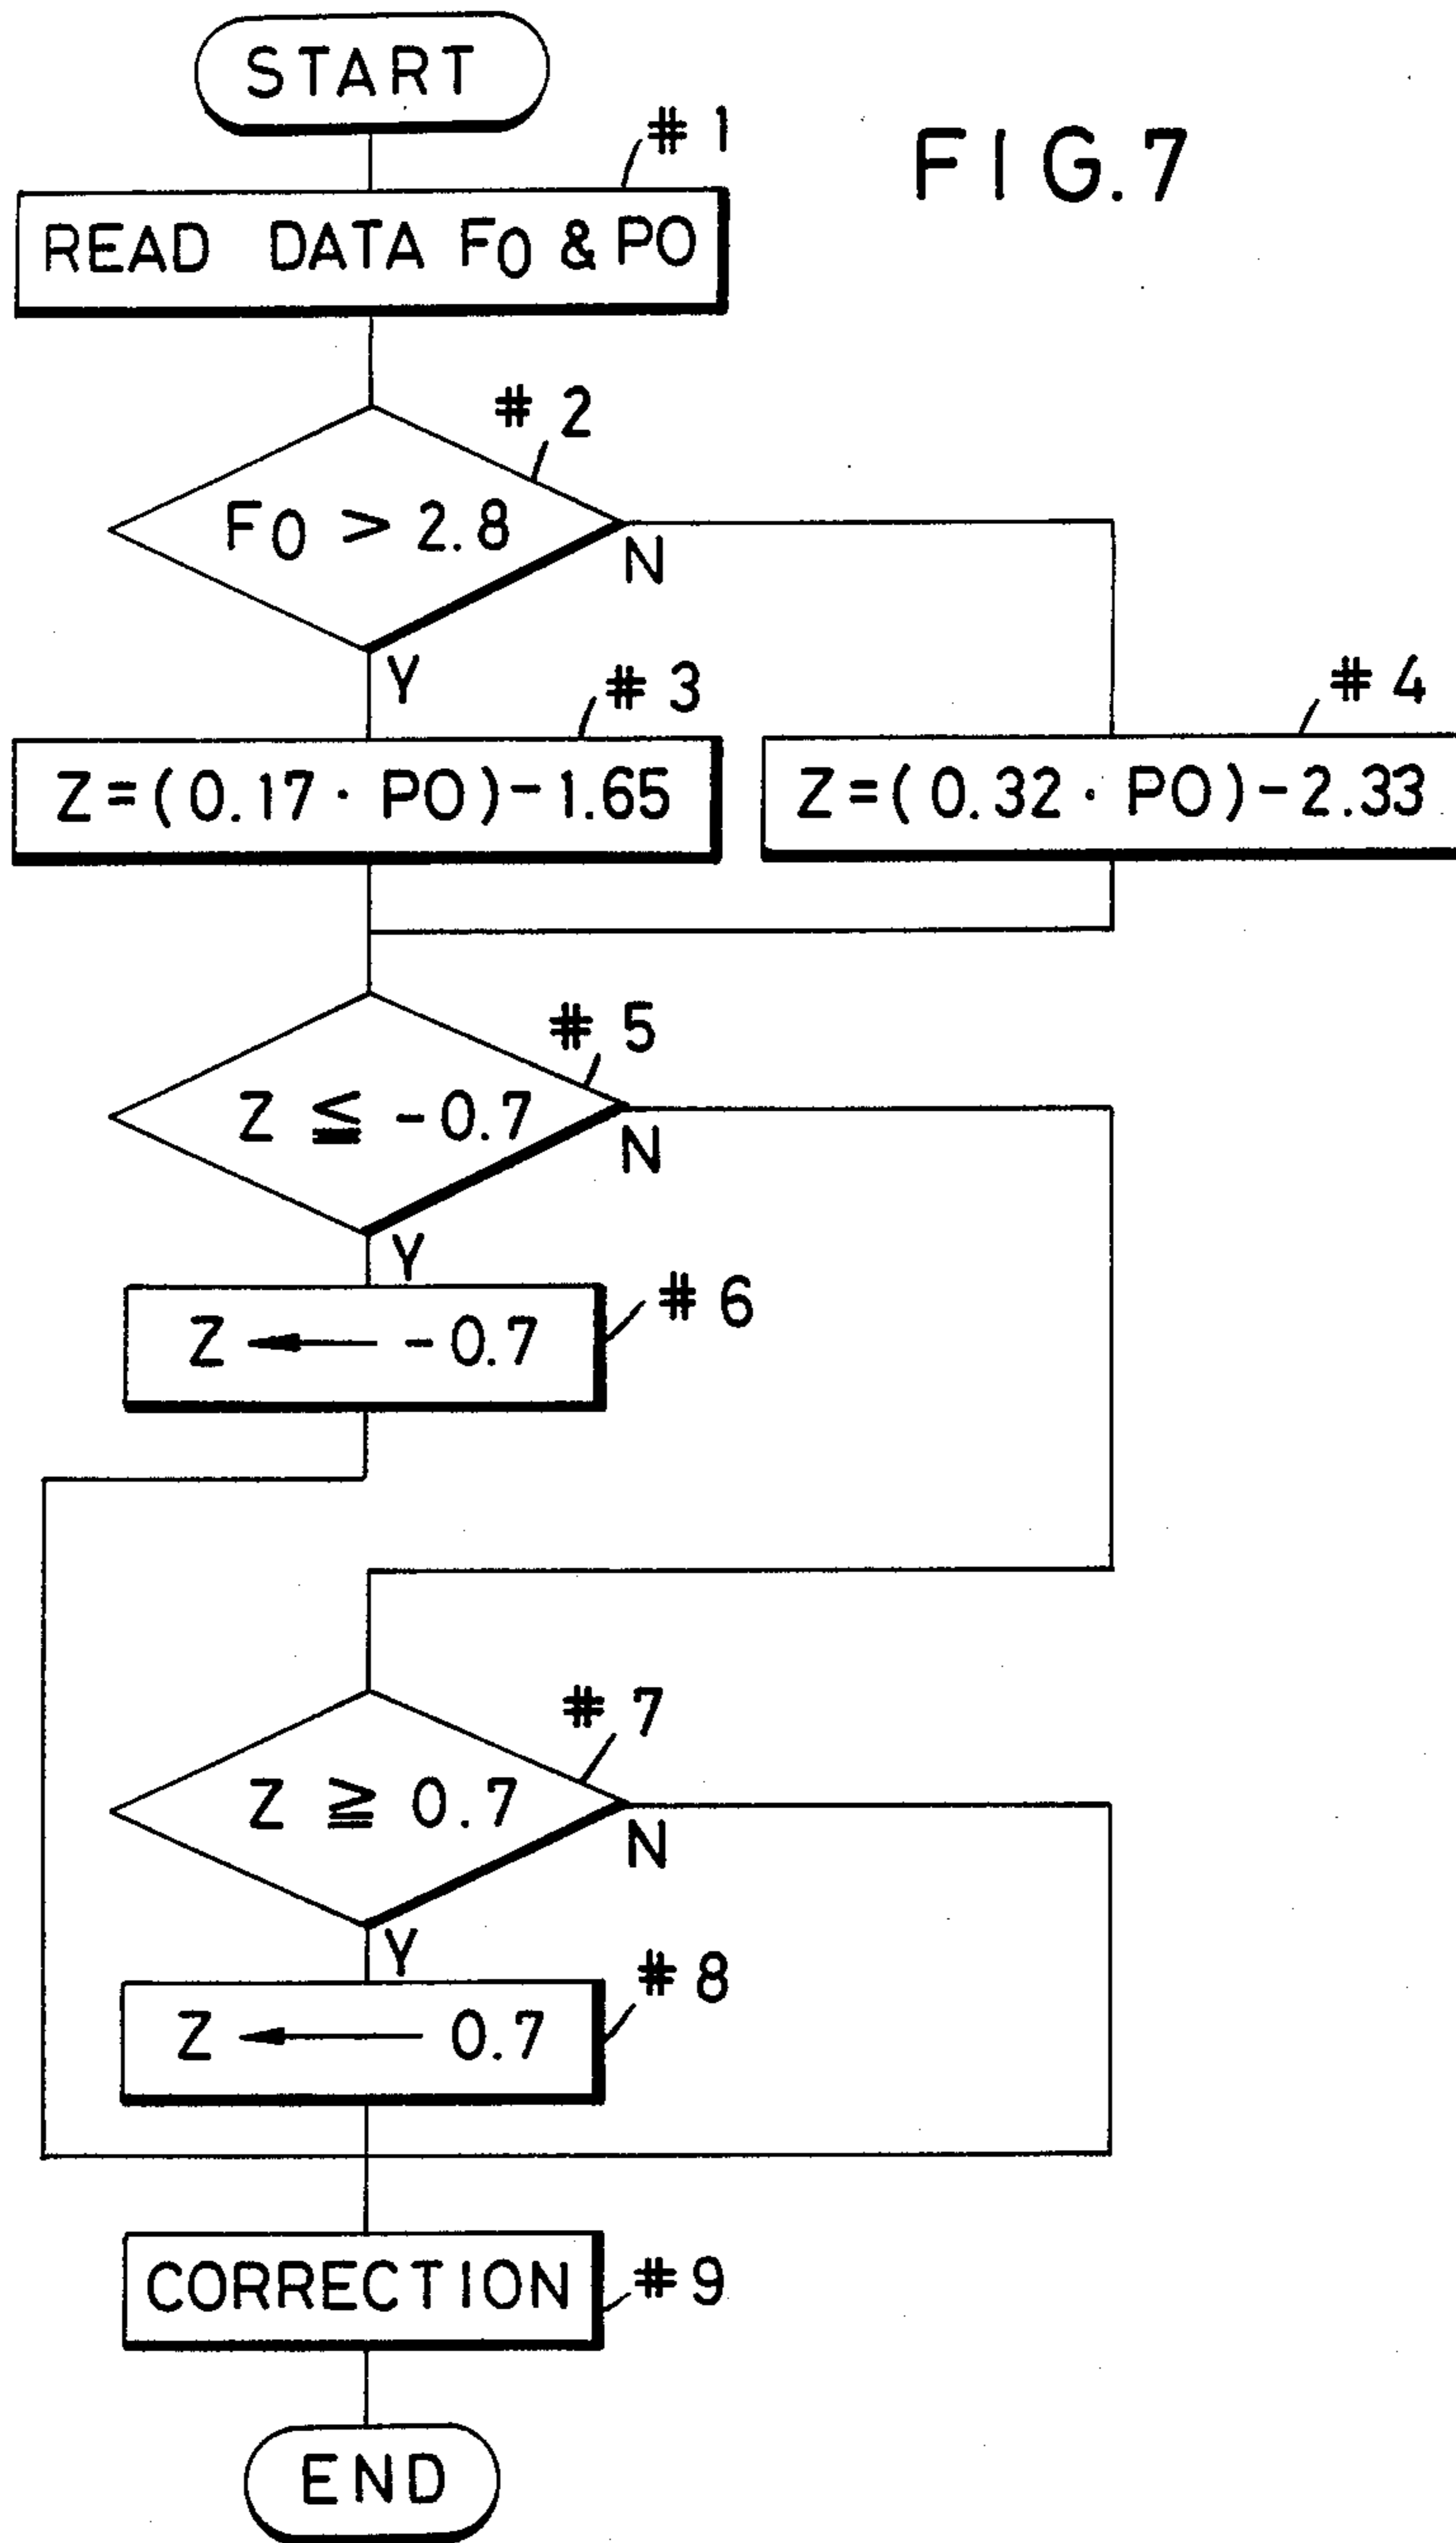 START
FIG.7
#1
READ DATA F0 & PO
#2
F0 > 2.8
N
Y
#3
Z=(0.17·PO)-1.65
#4
Z=(0.32·PO)-2.33
#5
Z ≦ -0.7
N
Y
#6
Z ← -0.7
#7
Z ≧ 0.7
N
Y
#8
Z ← 0.7
CORRECTION
#9
END